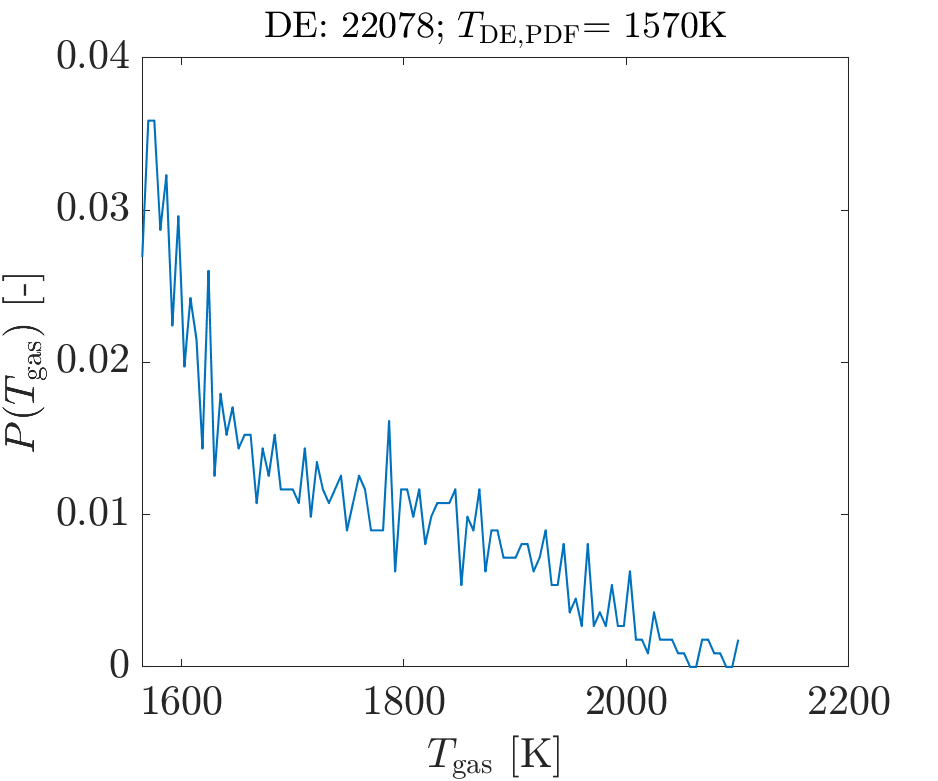 DE: 22078; T_DE,PDF= 1570K
0.04
0.03
0.02
0.01
0
P(T_gas) [-]
1600 1800 2000 2200
T_gas [K]